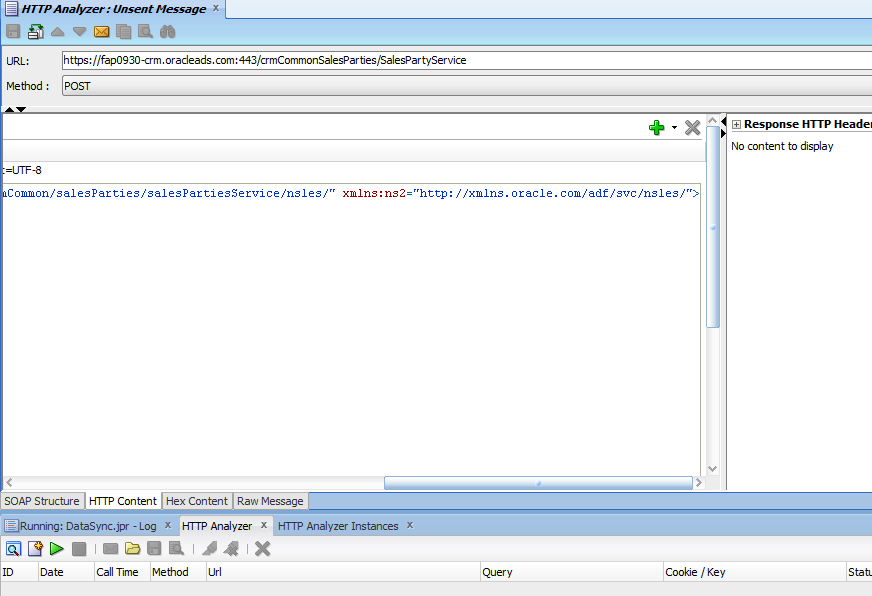 HTTP Analyzer : Unsent Message
URL: https://fap0930-crm.oracleads.com:443/crmCommonSalesParties/SalesPartyService
Method : POST
Response HTTP Header
No content to display
t=UTF-8
mCommon/salesParties/salesPartiesService/nsles/" xmlns:ns2="http://xmlns.oracle.com/adf/svc/nsles/">
SOAP Structure HTTP Content Hex Content Raw Message
Running: DataSync.jpr - Log HTTP Analyzer HTTP Analyzer Instances
ID Date Call Time Method Url Query Cookie / Key Statu